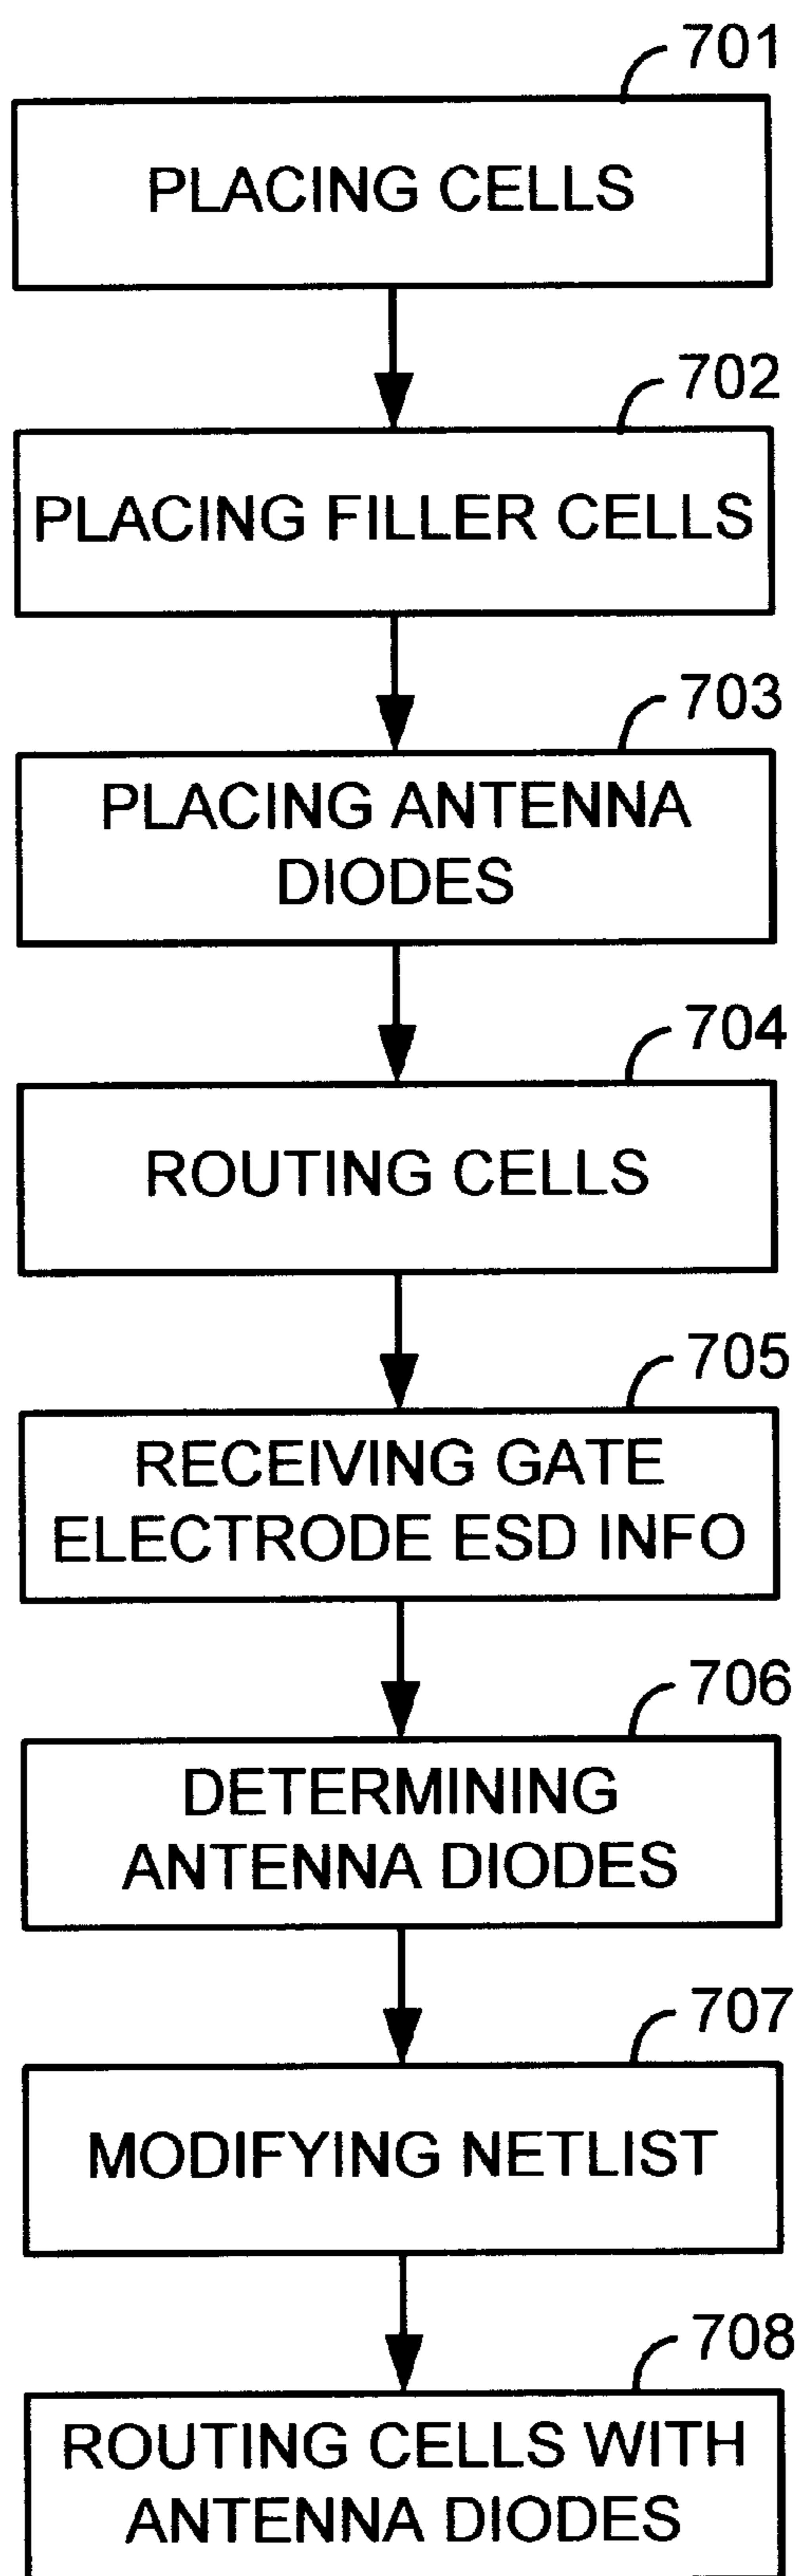 701
PLACING CELLS
702
PLACING FILLER CELLS
703
PLACING ANTENNA
DIODES
704
ROUTING CELLS
705
RECEIVING GATE
ELECTRODE ESD INFO
706
DETERMINING
ANTENNA DIODES
707
MODIFYING NETLIST
708
ROUTING CELLS WITH
ANTENNA DIODES